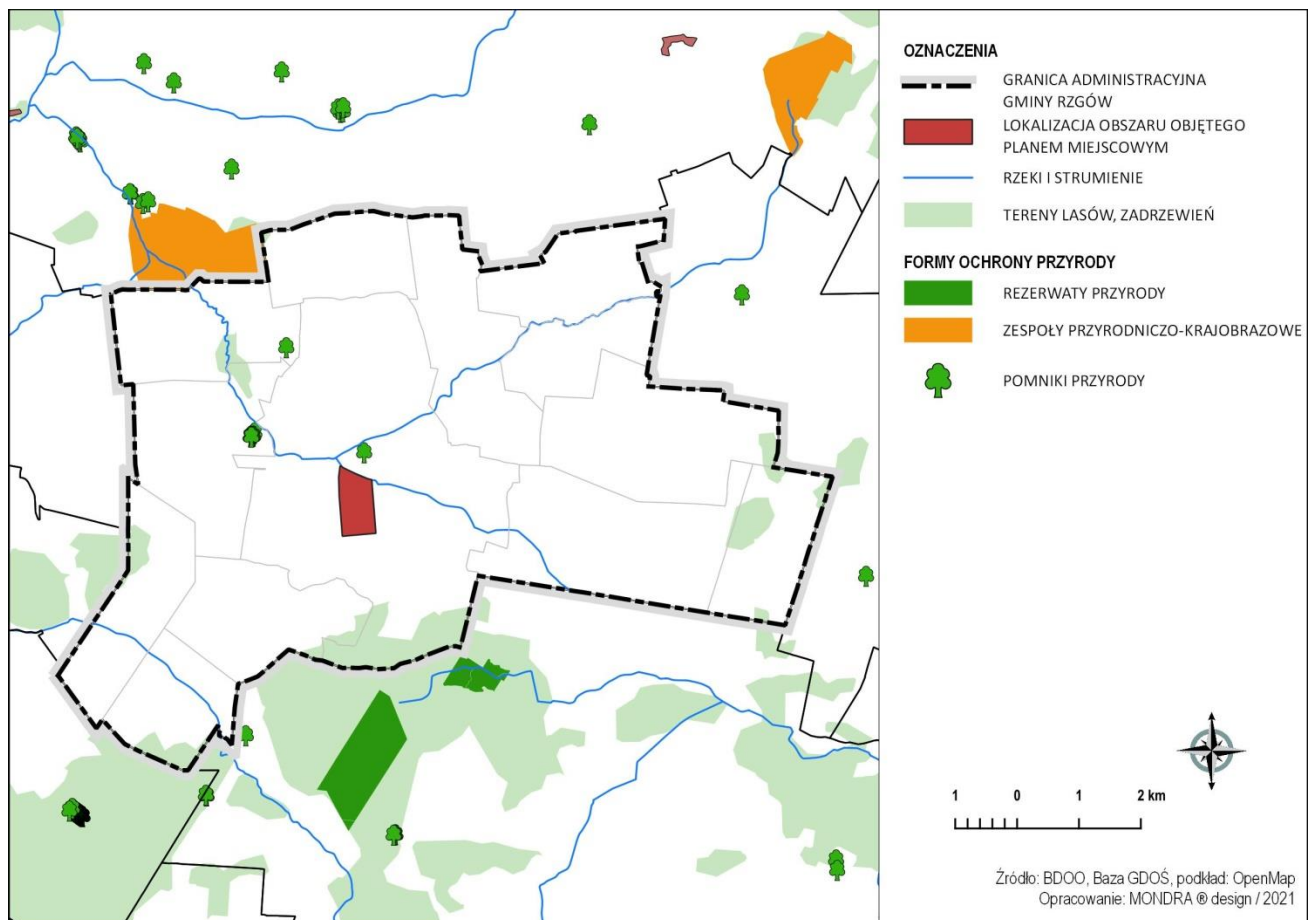 OZNACZENIA
GRANICA ADMINISTRACYJNA
GMINY RZGÓW
LOKALIZACJA OBSZARU OBJĘTEGO
PLANEM MIEJSCOWYM
RZEKI I STRUMIENIE
TERENY LASÓW, ZADRZEWIEŃ
FORMY OCHRONY PRZYRODY
REZERWATY PRZYRODY
ZESPOŁY PRZYRODNICZO-KRAJOBRAZOWE
POMNIKI PRZYRODY
1 0 1 2 km
Źródło: BDOO, Baza GDOŚ, podkład: OpenMap
Opracowanie: MONDRA ® design / 2021